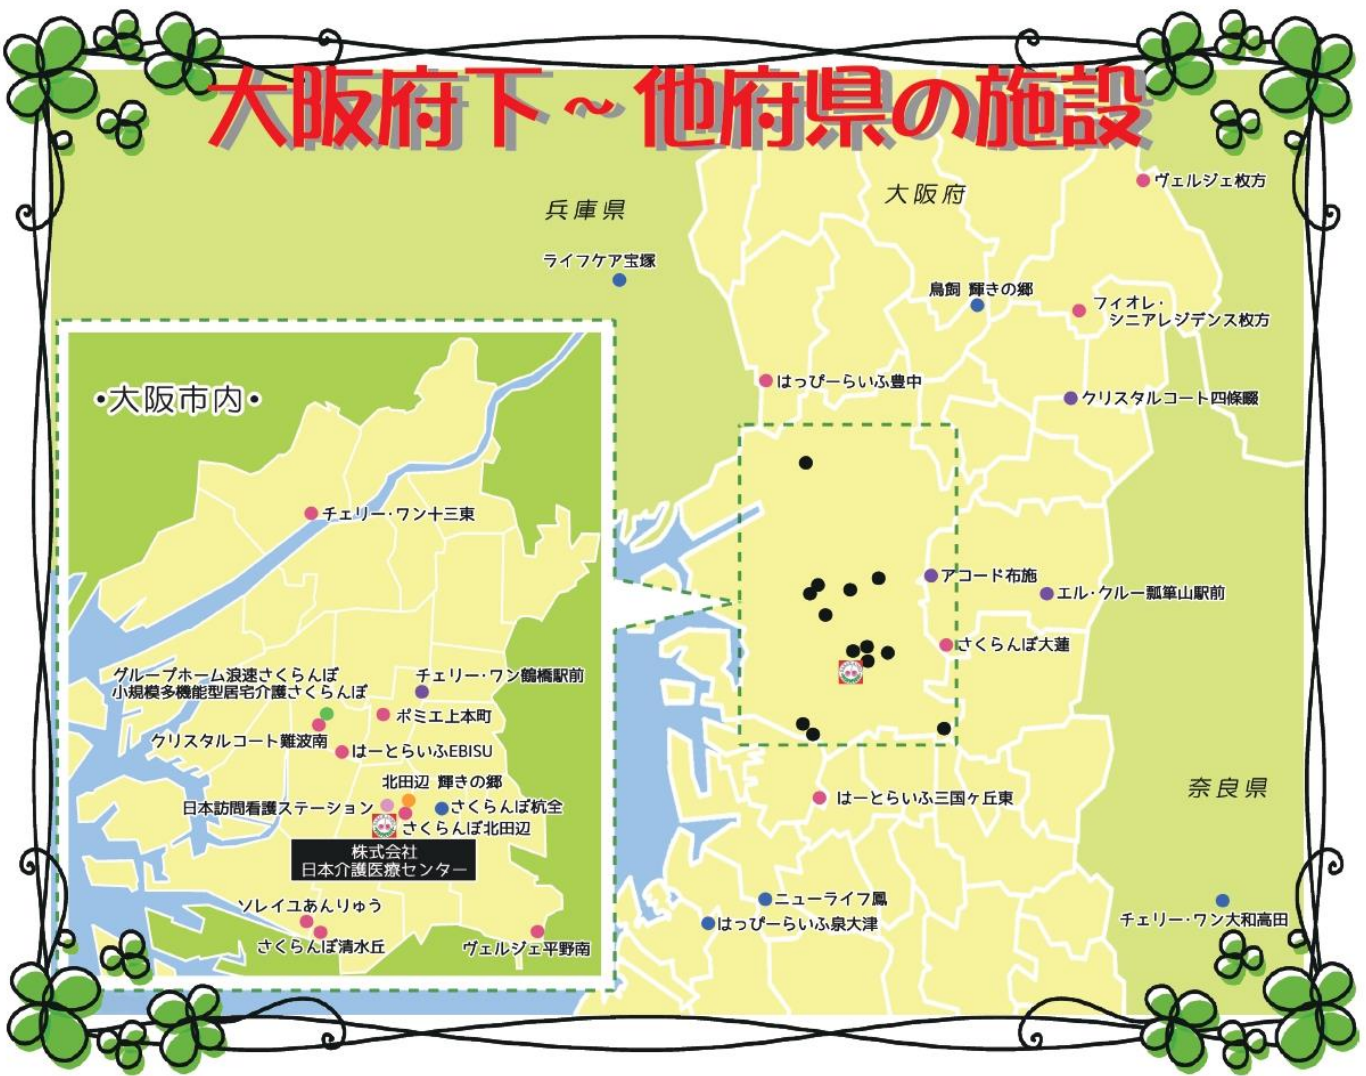 大阪府下～他府県の施設
兵庫県
大阪府
ヴェルジェ枚方
ライフケア宝塚
鳥飼 輝きの郷
フィオレ・
シニアレジデンス枚方
はっぴーらいふ豊中
クリスタルコート四條畷
・大阪市内・
チェリー・ワン十三東
アコード布施
エル・クルー瓢箪山駅前
さくらんぼ大蓮
グループホーム浪速さくらんぼ
小規模多機能型居宅介護さくらんぼ
チェリー・ワン鶴橋駅前
ポミエ上本町
クリスタルコート難波南
はーとらいふEBISU
北田辺 輝きの郷
日本訪問看護ステーション
さくらんぼ杭全
さくらんぼ北田辺
株式会社
日本介護医療センター
奈良県
はーとらいふ三国ヶ丘東
ソレイユあんりゅう
さくらんぼ清水丘
ヴェルジェ平野南
ニューライフ鳳
はっぴーらいふ泉大津
チェリー・ワン大和高田